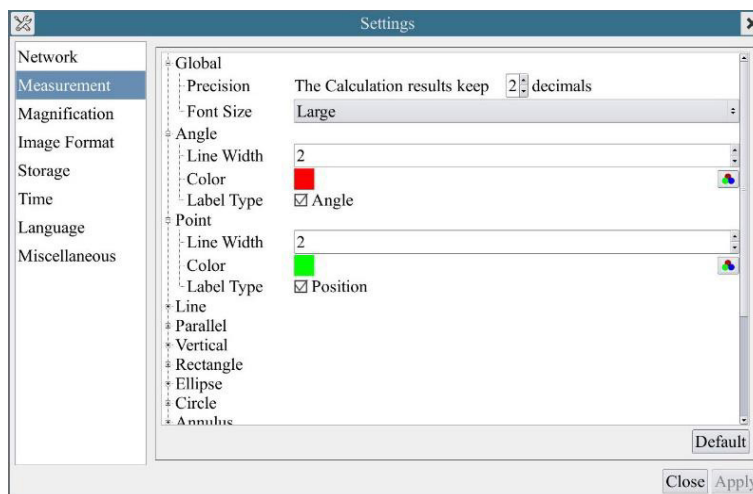 Settings
Network
Measurement
Magnification
Image Format
Storage
Time
Language
Miscellaneous
Global
Precision The Calculation results keep 2 decimals
Font Size Large
Angle
Line Width 2
Color
Label Type Angle
Point
Line Width 2
Color
Label Type Position
Line
Parallel
Vertical
Rectangle
Ellipse
Circle
Annulus
Default
Close Apply